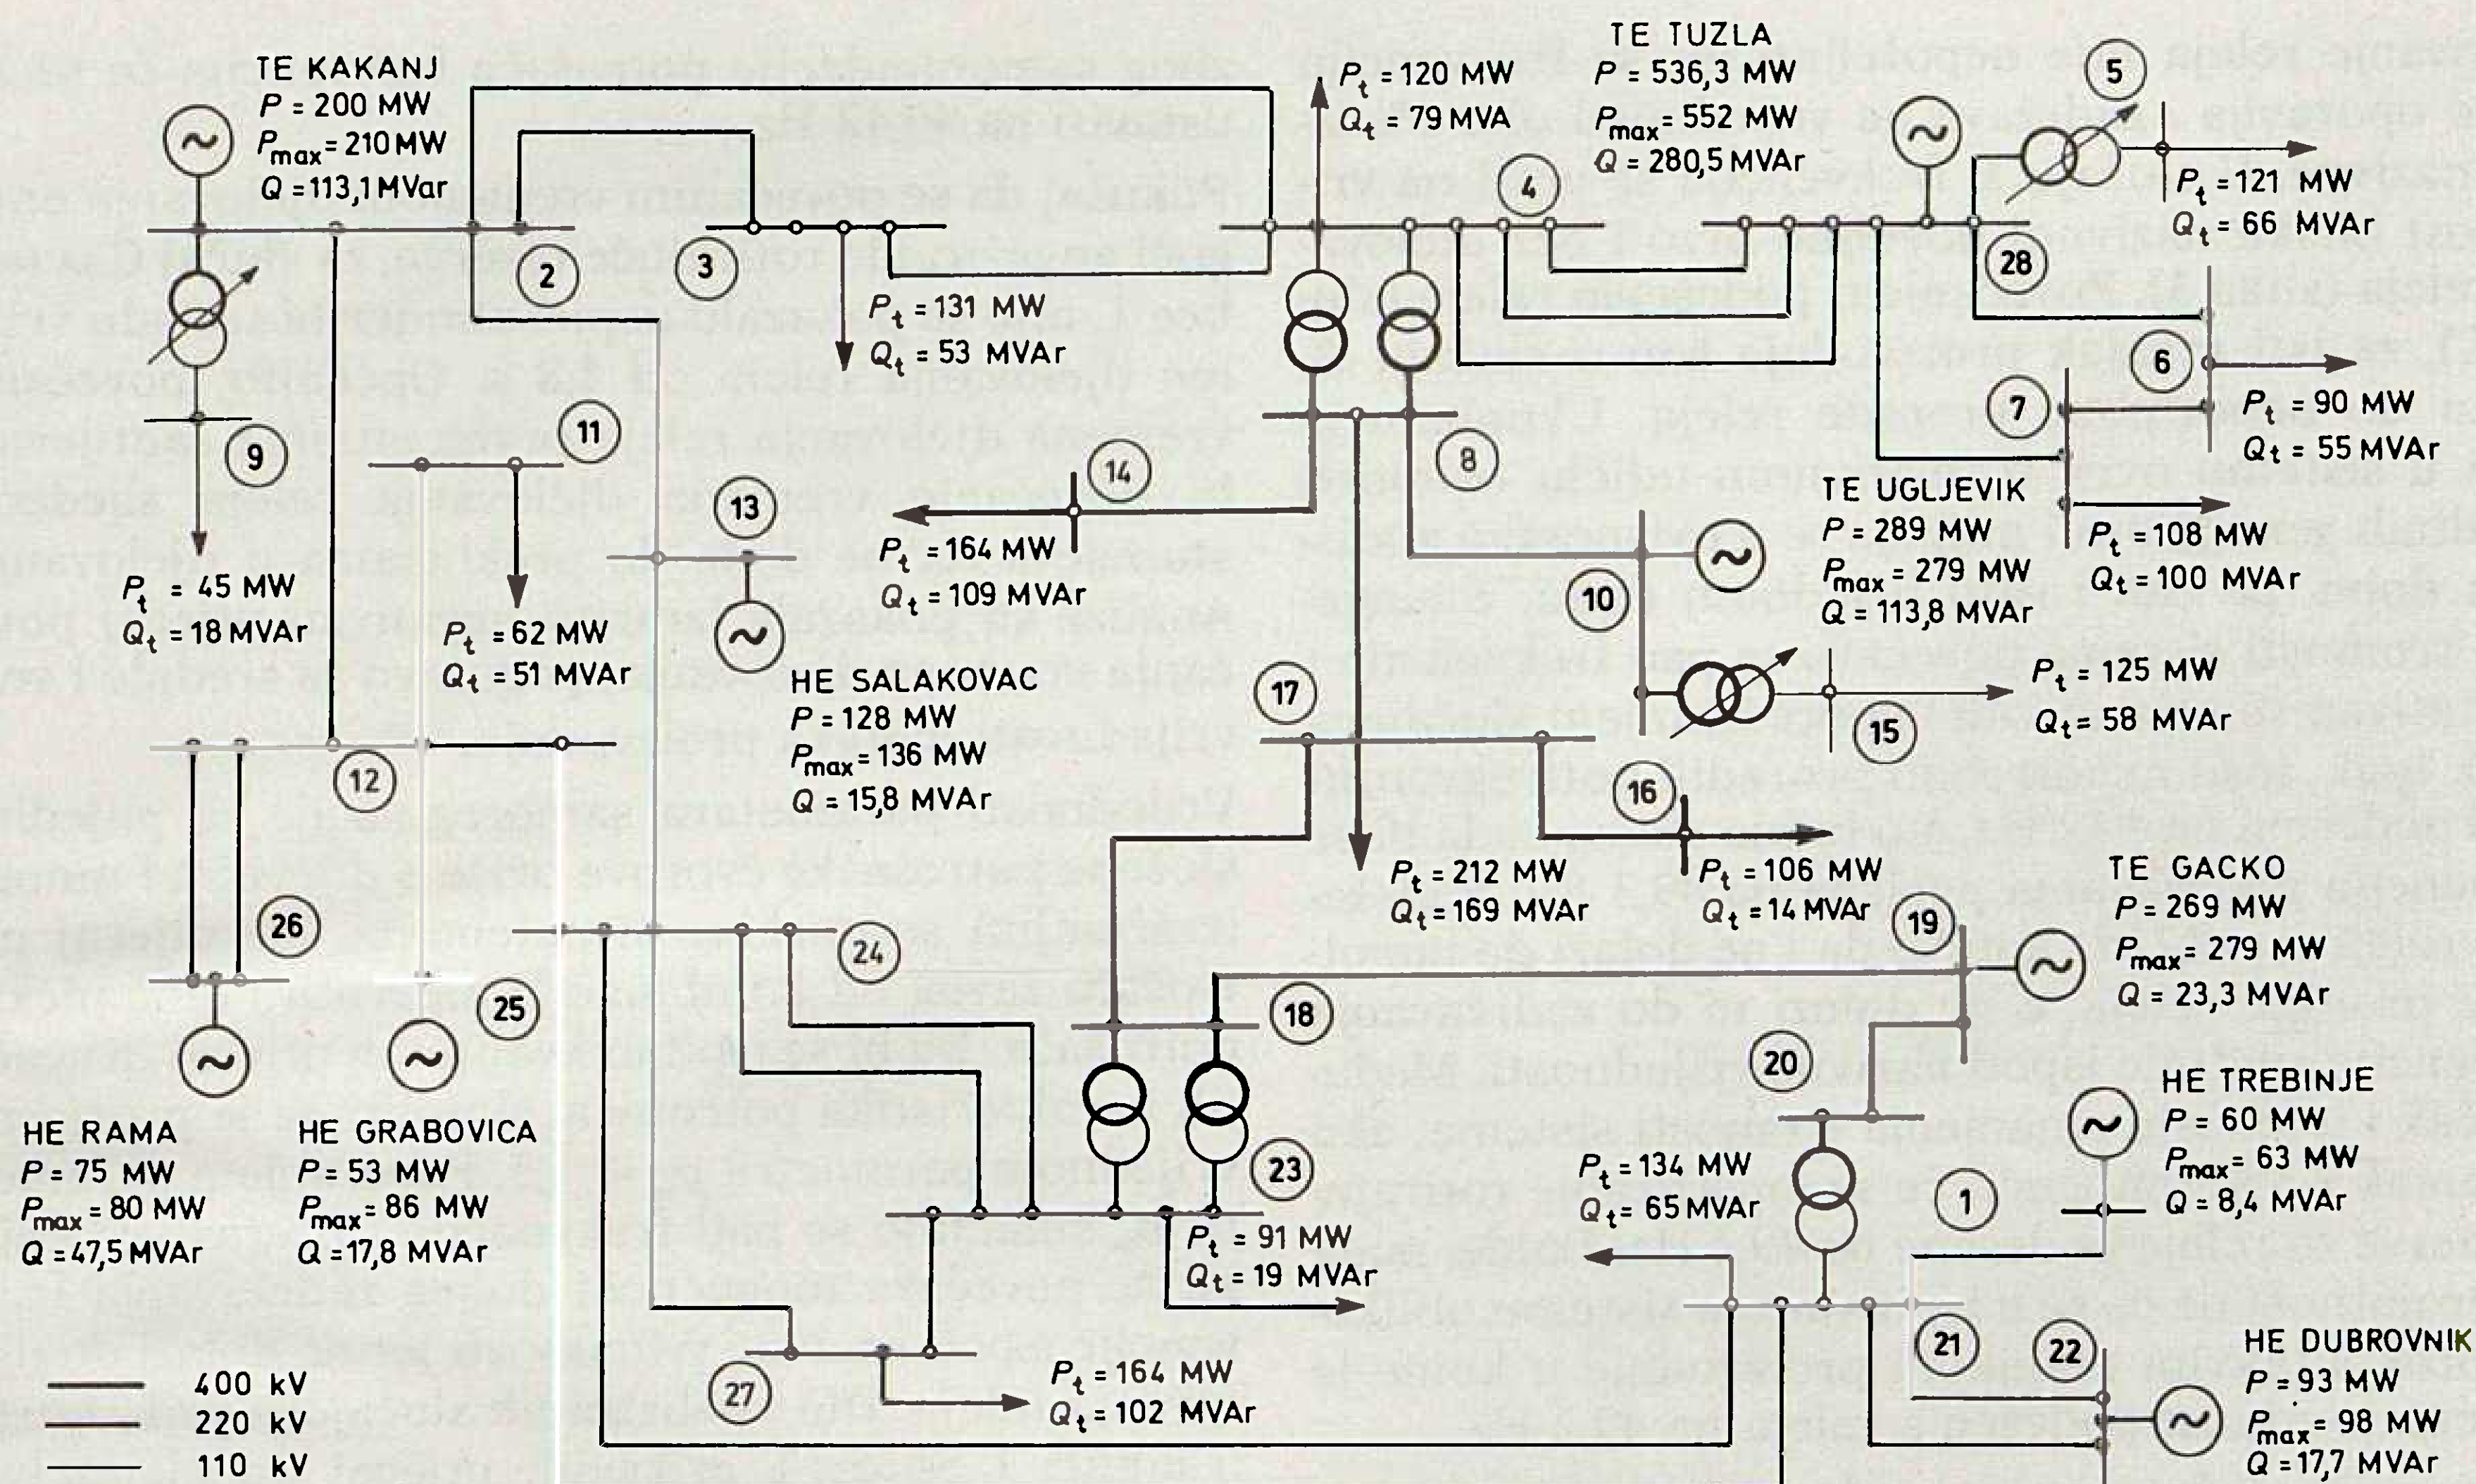 TE KAKANJ
P = 200 MW
Pmax = 210 MW
Q = 113,1 MVar
Pt = 120 MW
Qt = 79 MVA
TE TUZLA
P = 536,3 MW
Pmax = 552 MW
Q = 280,5 MVAr
5
Pt = 121 MW
Qt = 66 MVAr
4
2
3
28
Pt = 131 MW
Qt = 53 MVAr
6
7
Pt = 90 MW
Qt = 55 MVAr
9
11
14
8
13
TE UGLJEVIK
P = 289 MW
Pmax = 279 MW
Q = 113,8 MVAr
Pt = 108 MW
Qt = 100 MVAr
Pt = 164 MW
Qt = 109 MVAr
10
Pt = 45 MW
Qt = 18 MVAr
Pt = 62 MW
Qt = 51 MVAr
HE SALAKOVAC
P = 128 MW
Pmax = 136 MW
Q = 15,8 MVAr
17
Pt = 125 MW
Qt = 58 MVAr
15
12
16
Pt = 212 MW
Qt = 169 MVAr
Pt = 106 MW
Qt = 14 MVAr
19
TE GACKO
P = 269 MW
Pmax = 279 MW
Q = 23,3 MVAr
26
24
25
18
20
HE RAMA
P = 75 MW
Pmax = 80 MW
Q = 47,5 MVAr
HE GRABOVICA
P = 53 MW
Pmax = 86 MW
Q = 17,8 MVAr
23
HE TREBINJE
P = 60 MW
Pmax = 63 MW
Q = 8,4 MVAr
1
Pt = 134 MW
Qt = 65 MVAr
Pt = 91 MW
Qt = 19 MVAr
21
22
HE DUBROVNIK
P = 93 MW
Pmax = 98 MW
Q = 17,7 MVAr
27
Pt = 164 MW
Qt = 102 MVAr
400 kV
220 kV
110 kV